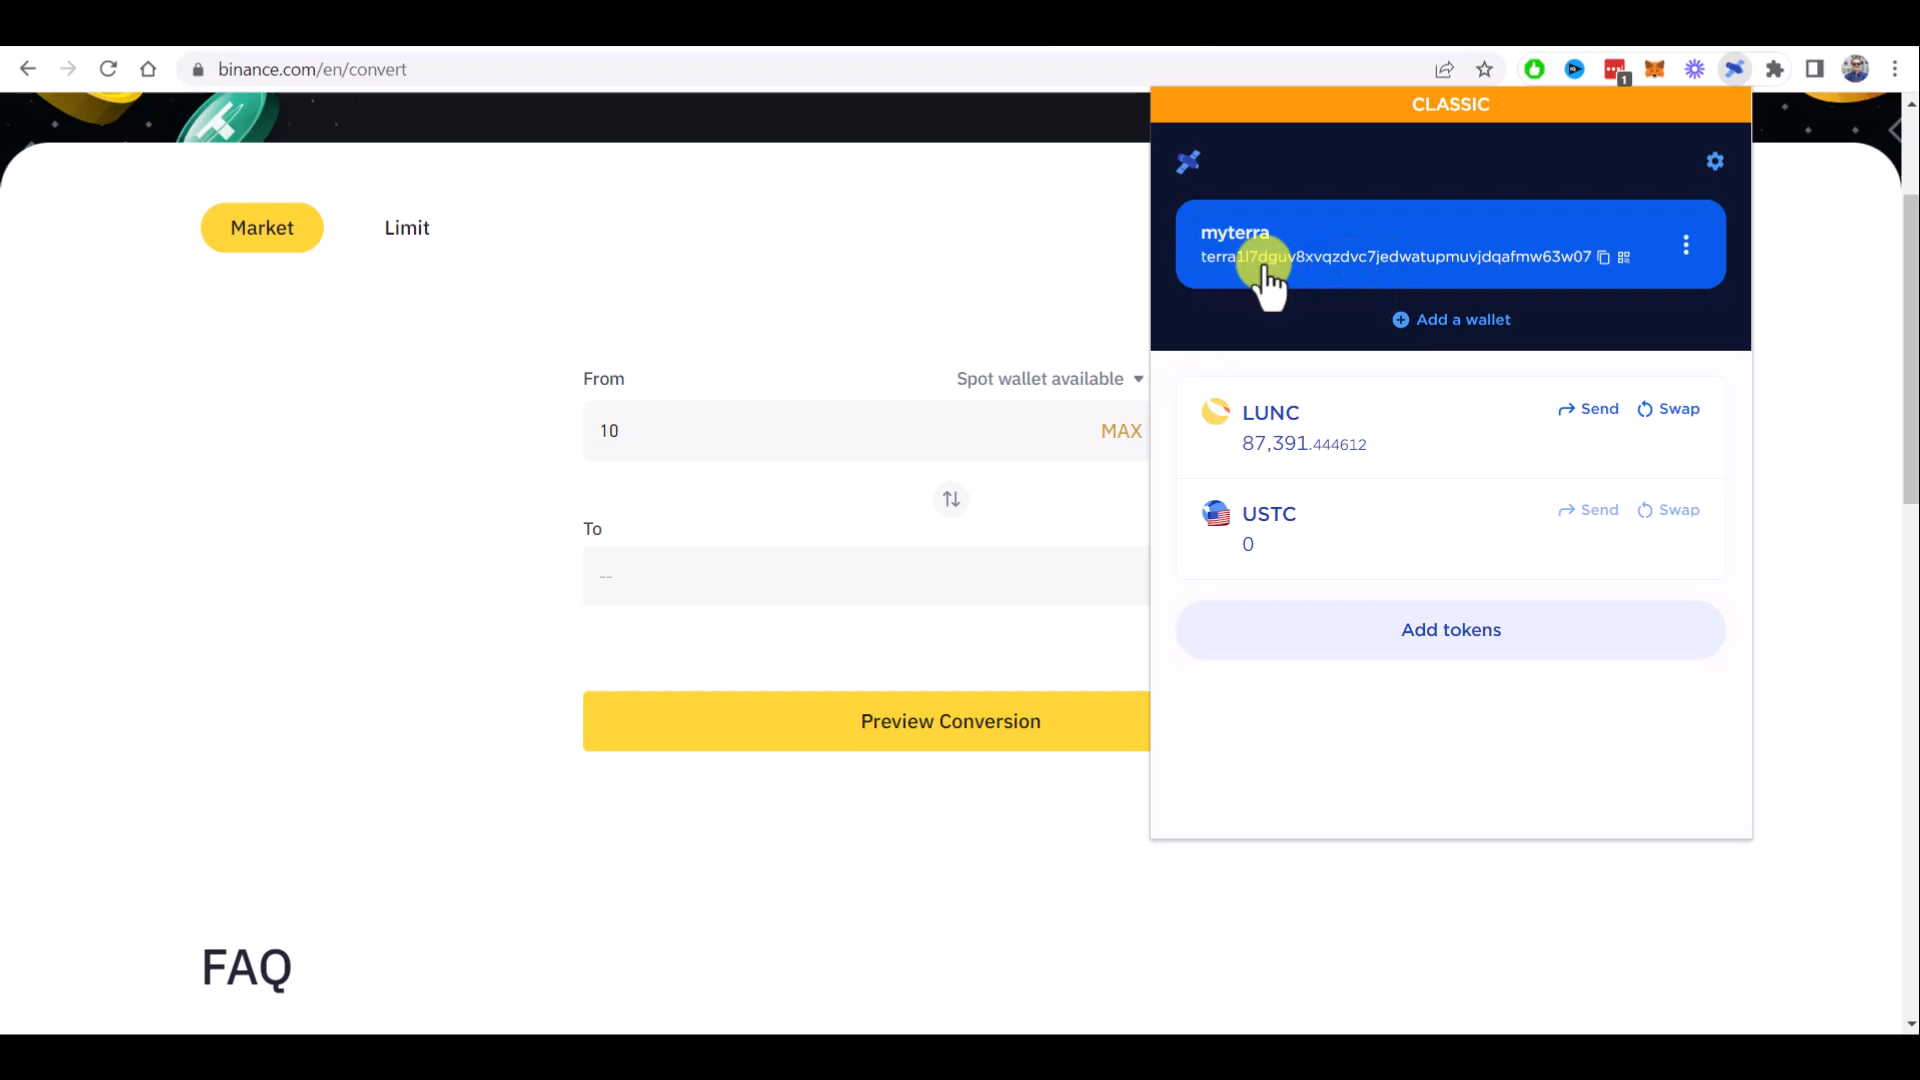 binance.com/en/convert
1
CLASSIC
Market
Limit
myterra
terra1l7dguv8xvqzdvc7jedwatupmuvjdqafmw63w07
Add a wallet
From
Spot wallet available
10
MAX
LUNC
Send
Swap
87,391.444612
To
USTC
Send
Swap
0
--
Add tokens
Preview Conversion
FAQ